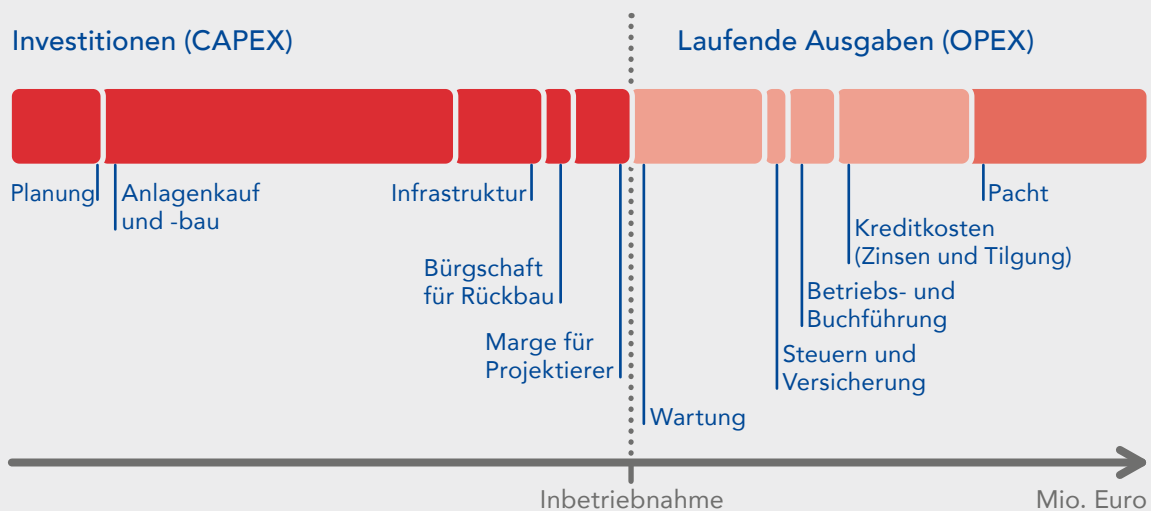 Investitionen (CAPEX)
Laufende Ausgaben (OPEX)
Planung
Anlagenkauf
und -bau
Infrastruktur
Bürgschaft
für Rückbau
Marge für
Projektierer
Wartung
Steuern und
Versicherung
Betriebs- und
Buchführung
Kreditkosten
(Zinsen und Tilgung)
Pacht
Inbetriebnahme
Mio. Euro